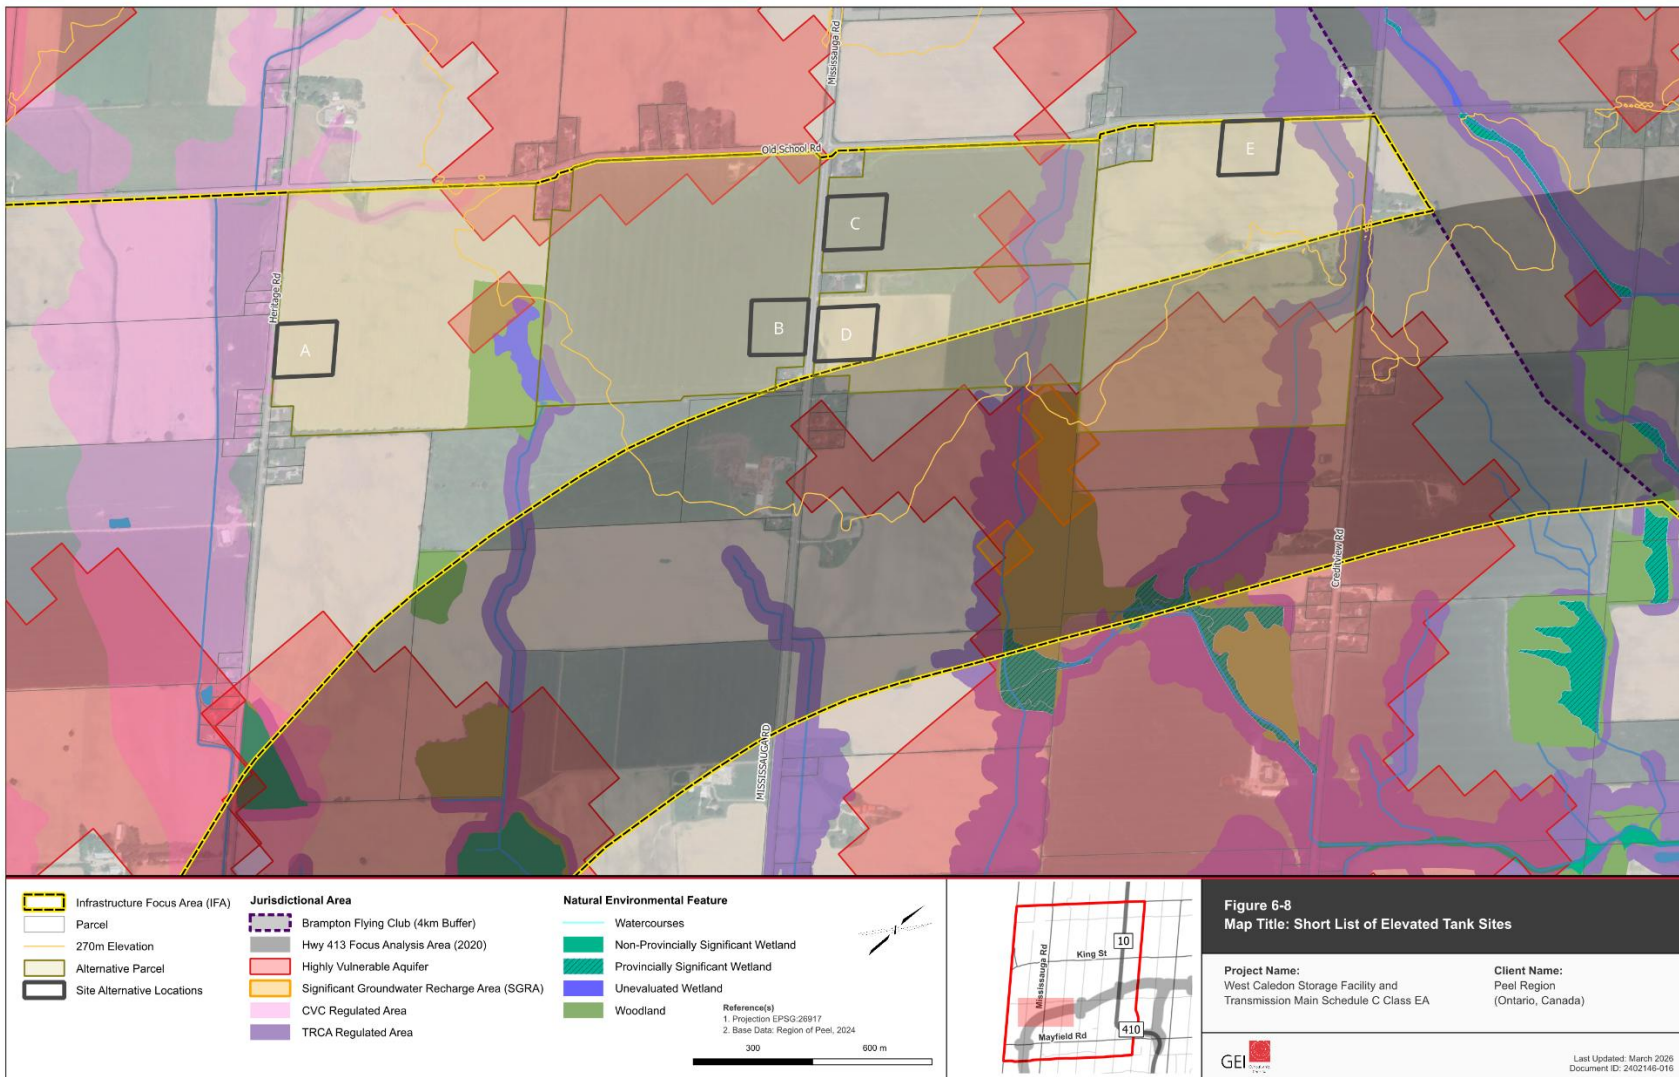 Mississauga Rd
Old School Rd
E
C
Heritage Rd
B
D
A
Creditview Rd
MISSISSAUGA RD
Infrastructure Focus Area (IFA)
Parcel
270m Elevation
Alternative Parcel
Site Alternative Locations
Jurisdictional Area
Brampton Flying Club (4km Buffer)
Hwy 413 Focus Analysis Area (2020)
Highly Vulnerable Aquifer
Significant Groundwater Recharge Area (SGRA)
CVC Regulated Area
TRCA Regulated Area
Natural Environmental Feature
Watercourses
Non-Provincially Significant Wetland
Provincially Significant Wetland
Unevaluated Wetland
Woodland
Reference(s)
1. Projection EPSG:26917
2. Base Data: Region of Peel, 2024
300 600 m
10
King St
Mississauga Rd
410
Mayfield Rd
Figure 6-8
Map Title: Short List of Elevated Tank Sites
Project Name:
West Caledon Storage Facility and
Transmission Main Schedule C Class EA
Client Name:
Peel Region
(Ontario, Canada)
GEI
Last Updated: March 2026
Document ID: 2402146-016